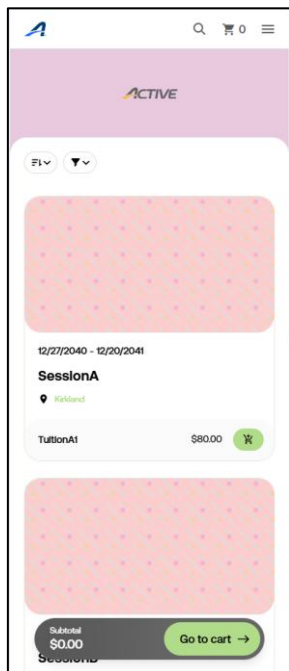 0
ACTIVE
12/27/2040 - 12/20/2041
SessionA
Kirkland
TuitionA1 $80.00
Subtotal
$0.00 Go to cart →
SessionB